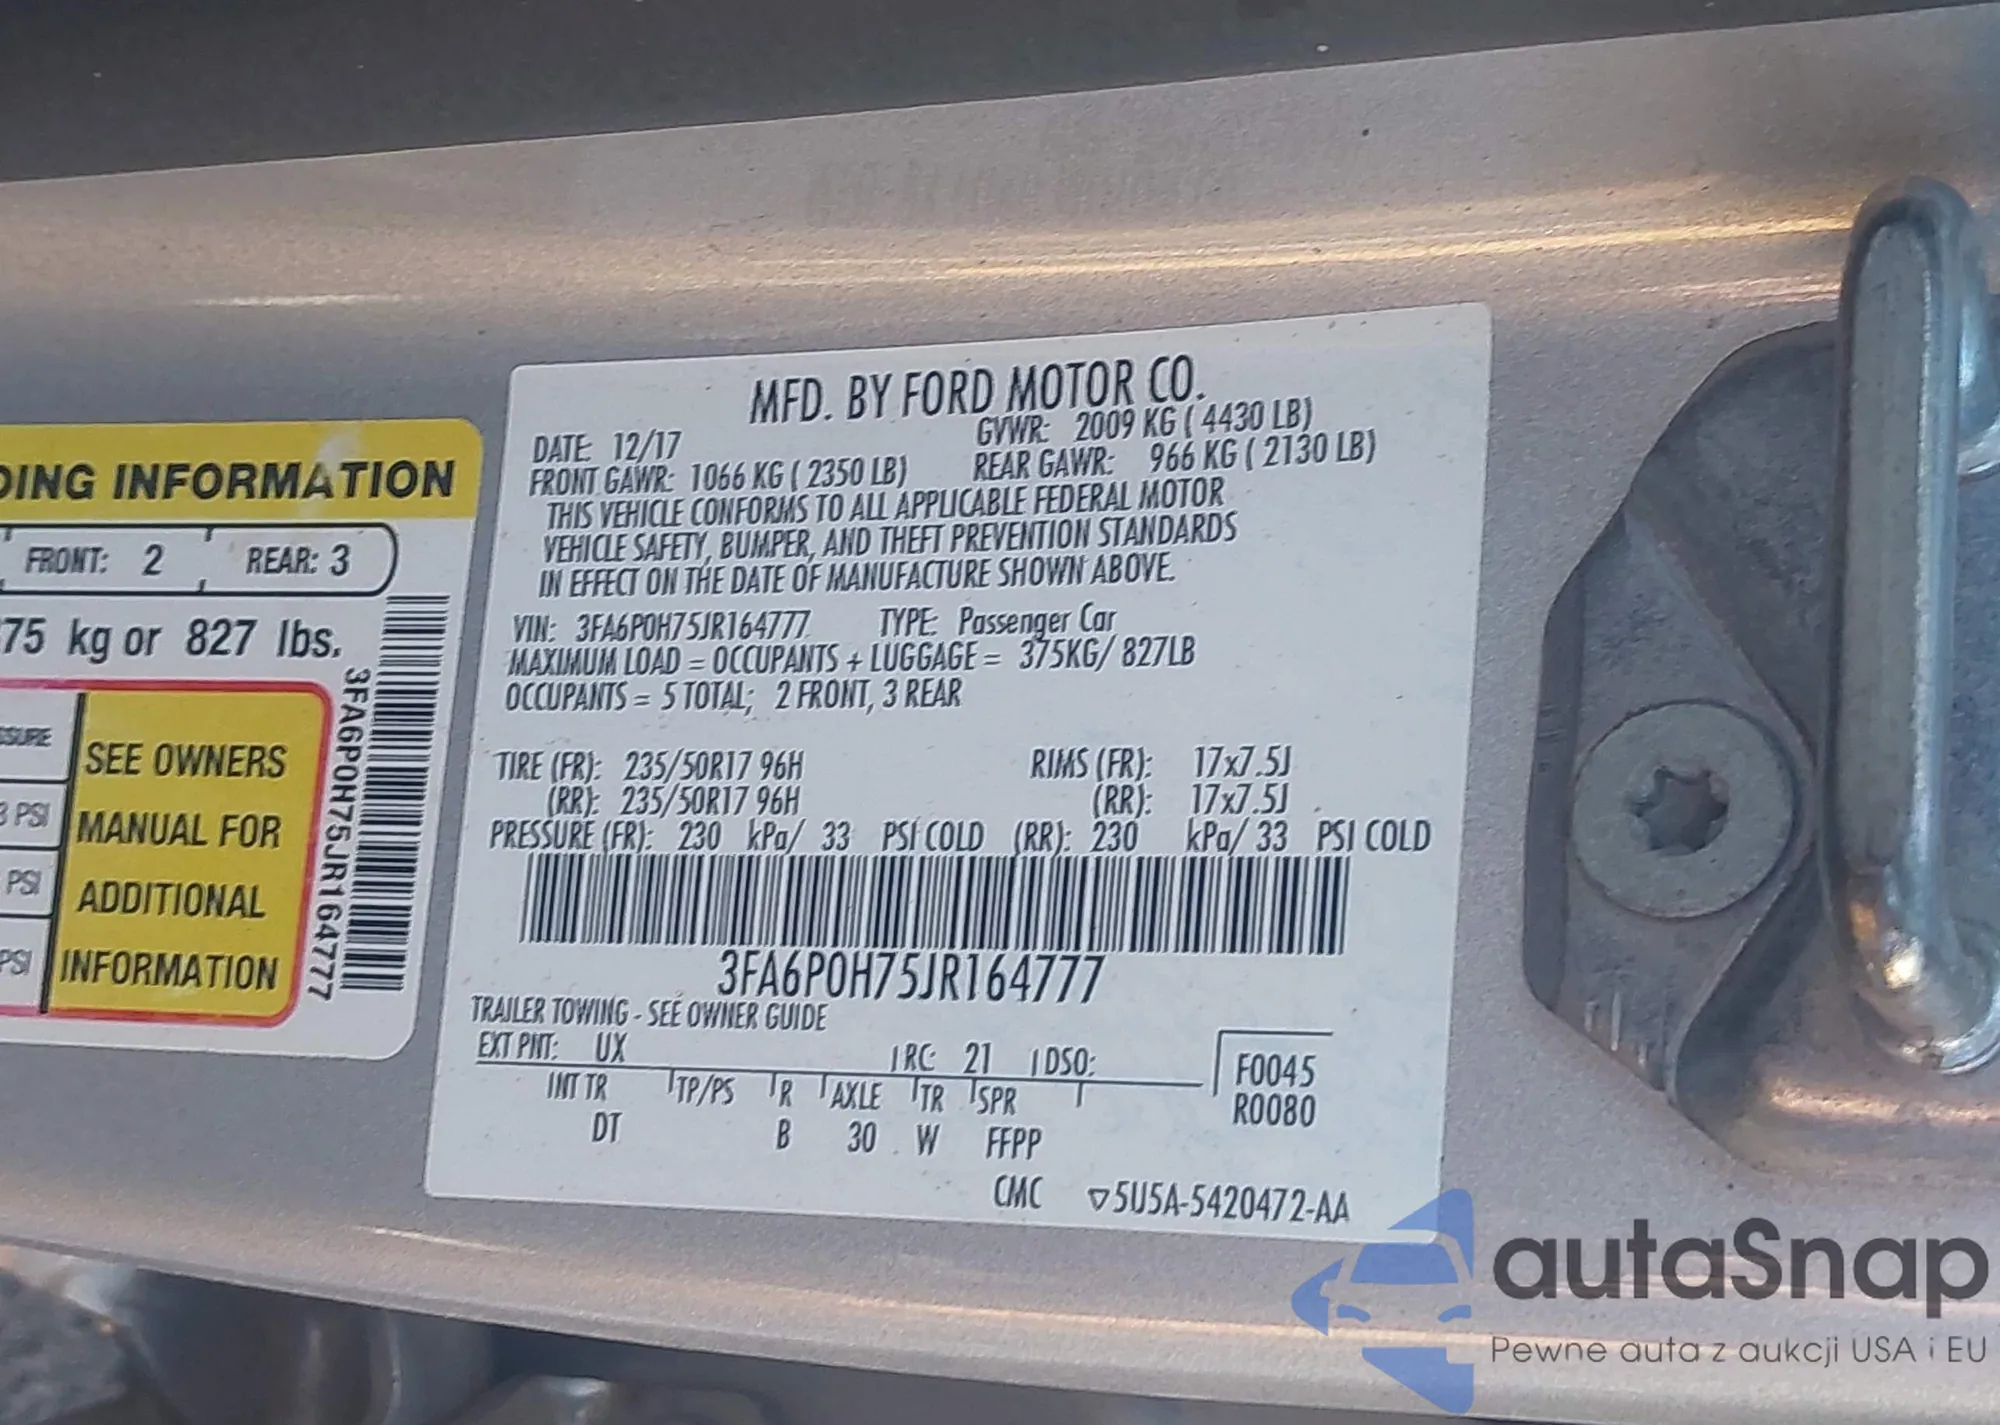 DING INFORMATION
FRONT: 2 REAR: 3
75 kg or 827 lbs.
SSURE
PSI
PSI
PSI
SEE OWNERS
MANUAL FOR
ADDITIONAL
INFORMATION
3FA6P0H75JR164777
MFD. BY FORD MOTOR CO.
DATE: 12/17 GVWR: 2009 KG ( 4430 LB)
FRONT GAWR: 1066 KG ( 2350 LB) REAR GAWR: 966 KG ( 2130 LB)
THIS VEHICLE CONFORMS TO ALL APPLICABLE FEDERAL MOTOR
VEHICLE SAFETY, BUMPER, AND THEFT PREVENTION STANDARDS
IN EFFECT ON THE DATE OF MANUFACTURE SHOWN ABOVE.
VIN: 3FA6P0H75JR164777 TYPE: Passenger Car
MAXIMUM LOAD = OCCUPANTS + LUGGAGE = 375KG/ 827LB
OCCUPANTS = 5 TOTAL; 2 FRONT, 3 REAR
TIRE (FR): 235/50R17 96H RIMS (FR): 17x7.5J
(RR): 235/50R17 96H (RR): 17x7.5J
PRESSURE (FR): 230 kPa/ 33 PSI COLD (RR): 230 kPa/ 33 PSI COLD
3FA6P0H75JR164777
TRAILER TOWING - SEE OWNER GUIDE
EXT PNT: UX RC: 21 DSO:
INT TR TP/PS R AXLE TR SPR
DT B 30 W FFPP
F0045
R0080
CMC ▽5U5A-5420472-AA
autaSnap
Pewne auta z aukcji USA i EU